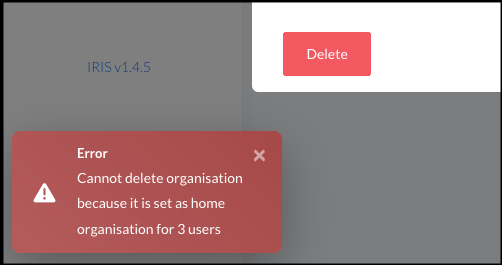 Delete
IRIS v1.4.5
Error
Cannot delete organisation
because it is set as home
organisation for 3 users